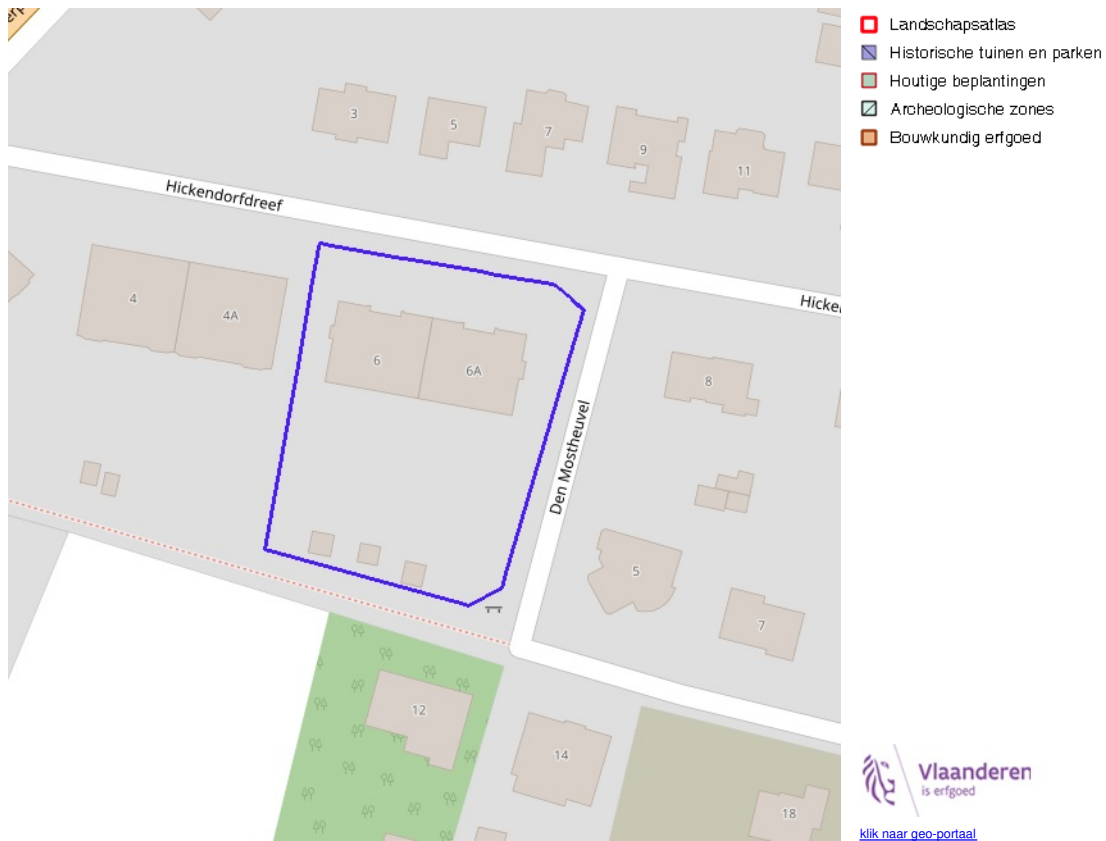 Landschapsatlas
Historische tuinen en parken
Houtige beplantingen
Archeologische zones
Bouwkundig erfgoed
3
5
7
9
11
Hickendorfdreef
4
4A
6
6A
8
Den Mostheuvel
5
7
12
14
18
Vlaanderen
is erfgoed
klik naar geo-portaal